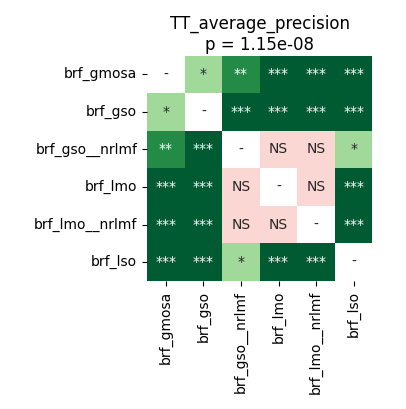 TT_average_precision
p = 1.15e-08
brf_gmosa - * ** *** *** ***
brf_gso * - *** *** *** ***
brf_gso__nrlmf ** *** - NS NS *
brf_lmo *** *** NS - NS ***
brf_lmo__nrlmf *** *** NS NS - ***
brf_lso *** *** * *** *** -
brf_gmosa
brf_gso
brf_gso__nrlmf
brf_lmo
brf_lmo__nrlmf
brf_lso